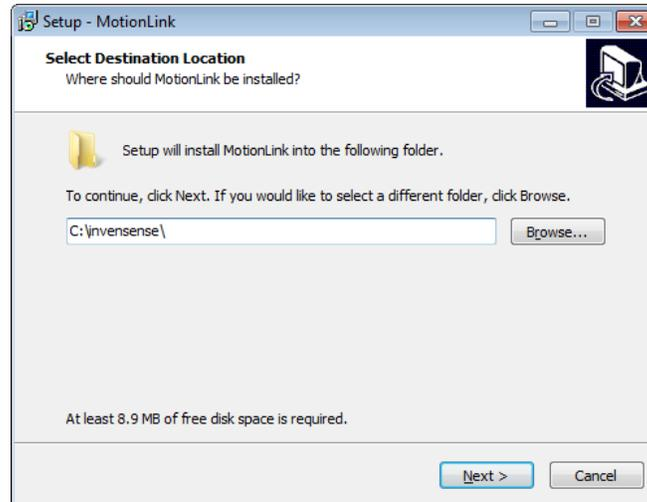 Setup - MotionLink
Select Destination Location
Where should MotionLink be installed?
Setup will install MotionLink into the following folder.
To continue, click Next. If you would like to select a different folder, click Browse.
C:\invensense\
Browse...
At least 8.9 MB of free disk space is required.
Next >
Cancel